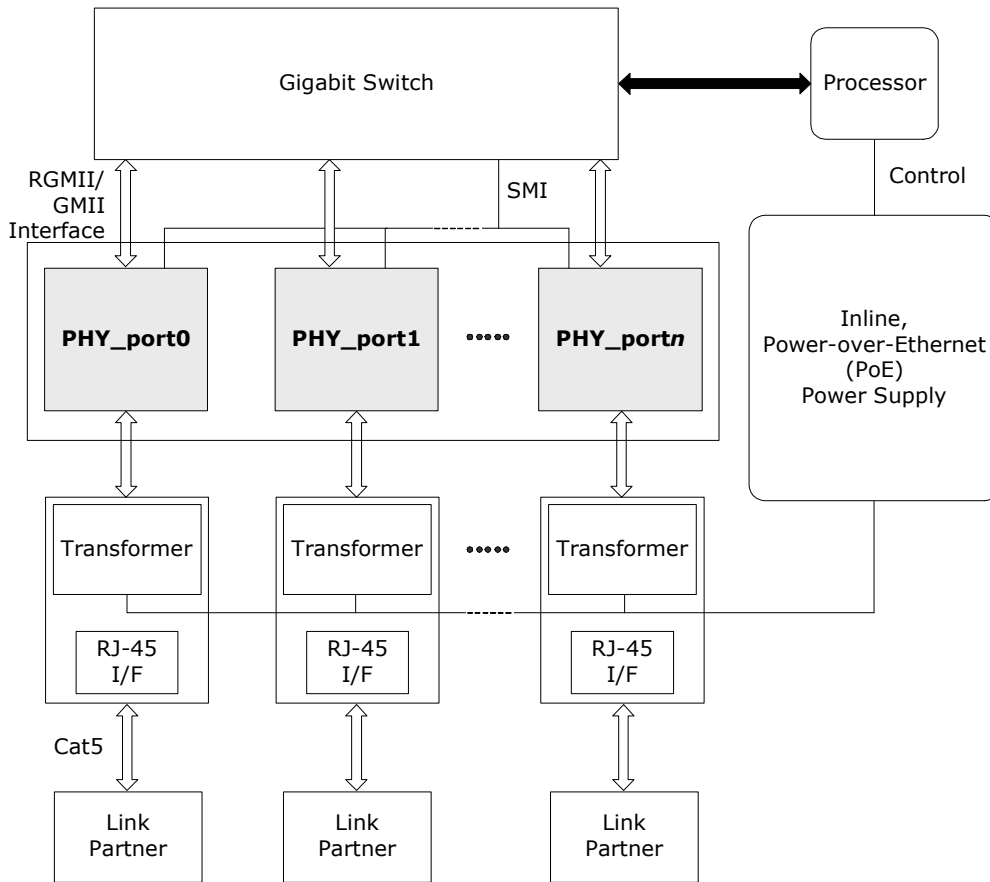 Gigabit Switch
Processor
RGMII/
GMII
Interface
SMI
Control
PHY_port0
PHY_port1
PHY_portn
Inline,
Power-over-Ethernet
(PoE)
Power Supply
Transformer
Transformer
Transformer
RJ-45
I/F
RJ-45
I/F
RJ-45
I/F
Cat5
Link
Partner
Link
Partner
Link
Partner